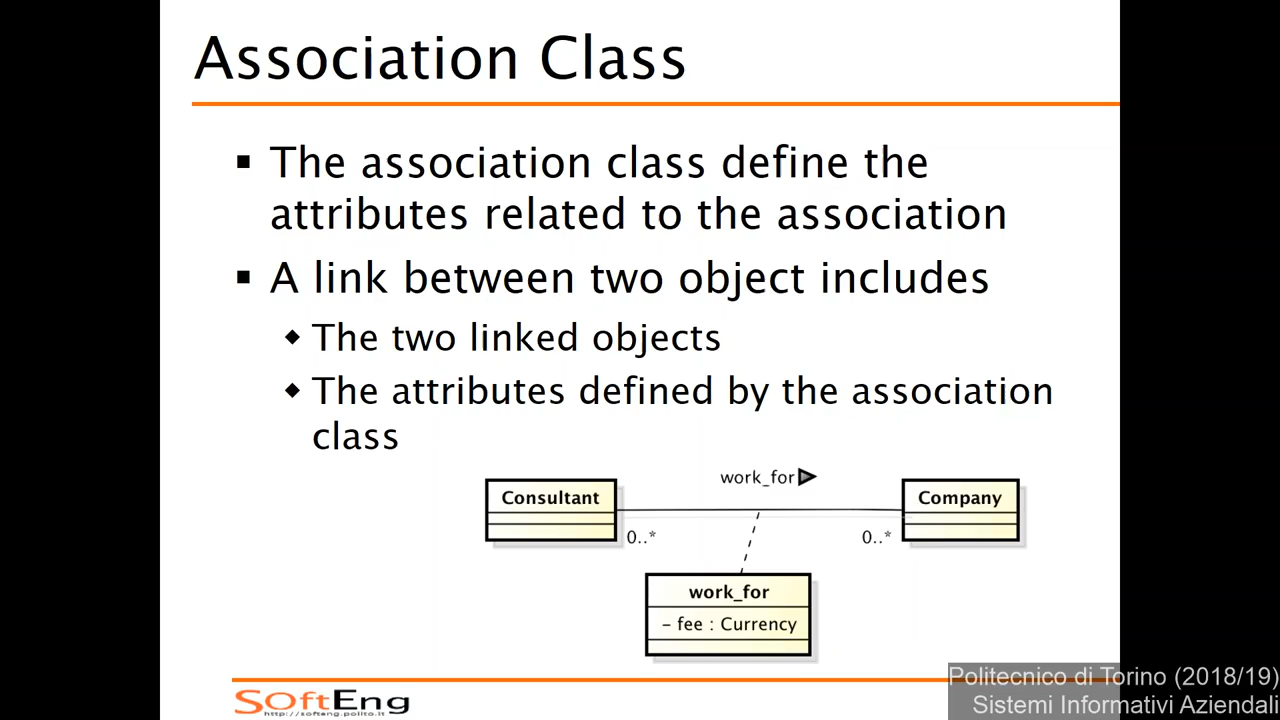 Association Class
▪ The association class define the
attributes related to the association
▪ A link between two object includes
◆ The two linked objects
◆ The attributes defined by the association
class
work_for
Consultant
Company
0..*
0..*
work_for
- fee : Currency
SoftEng
http://softeng.polito.it
Politecnico di Torino (2018/19)
Sistemi Informativi Aziendali